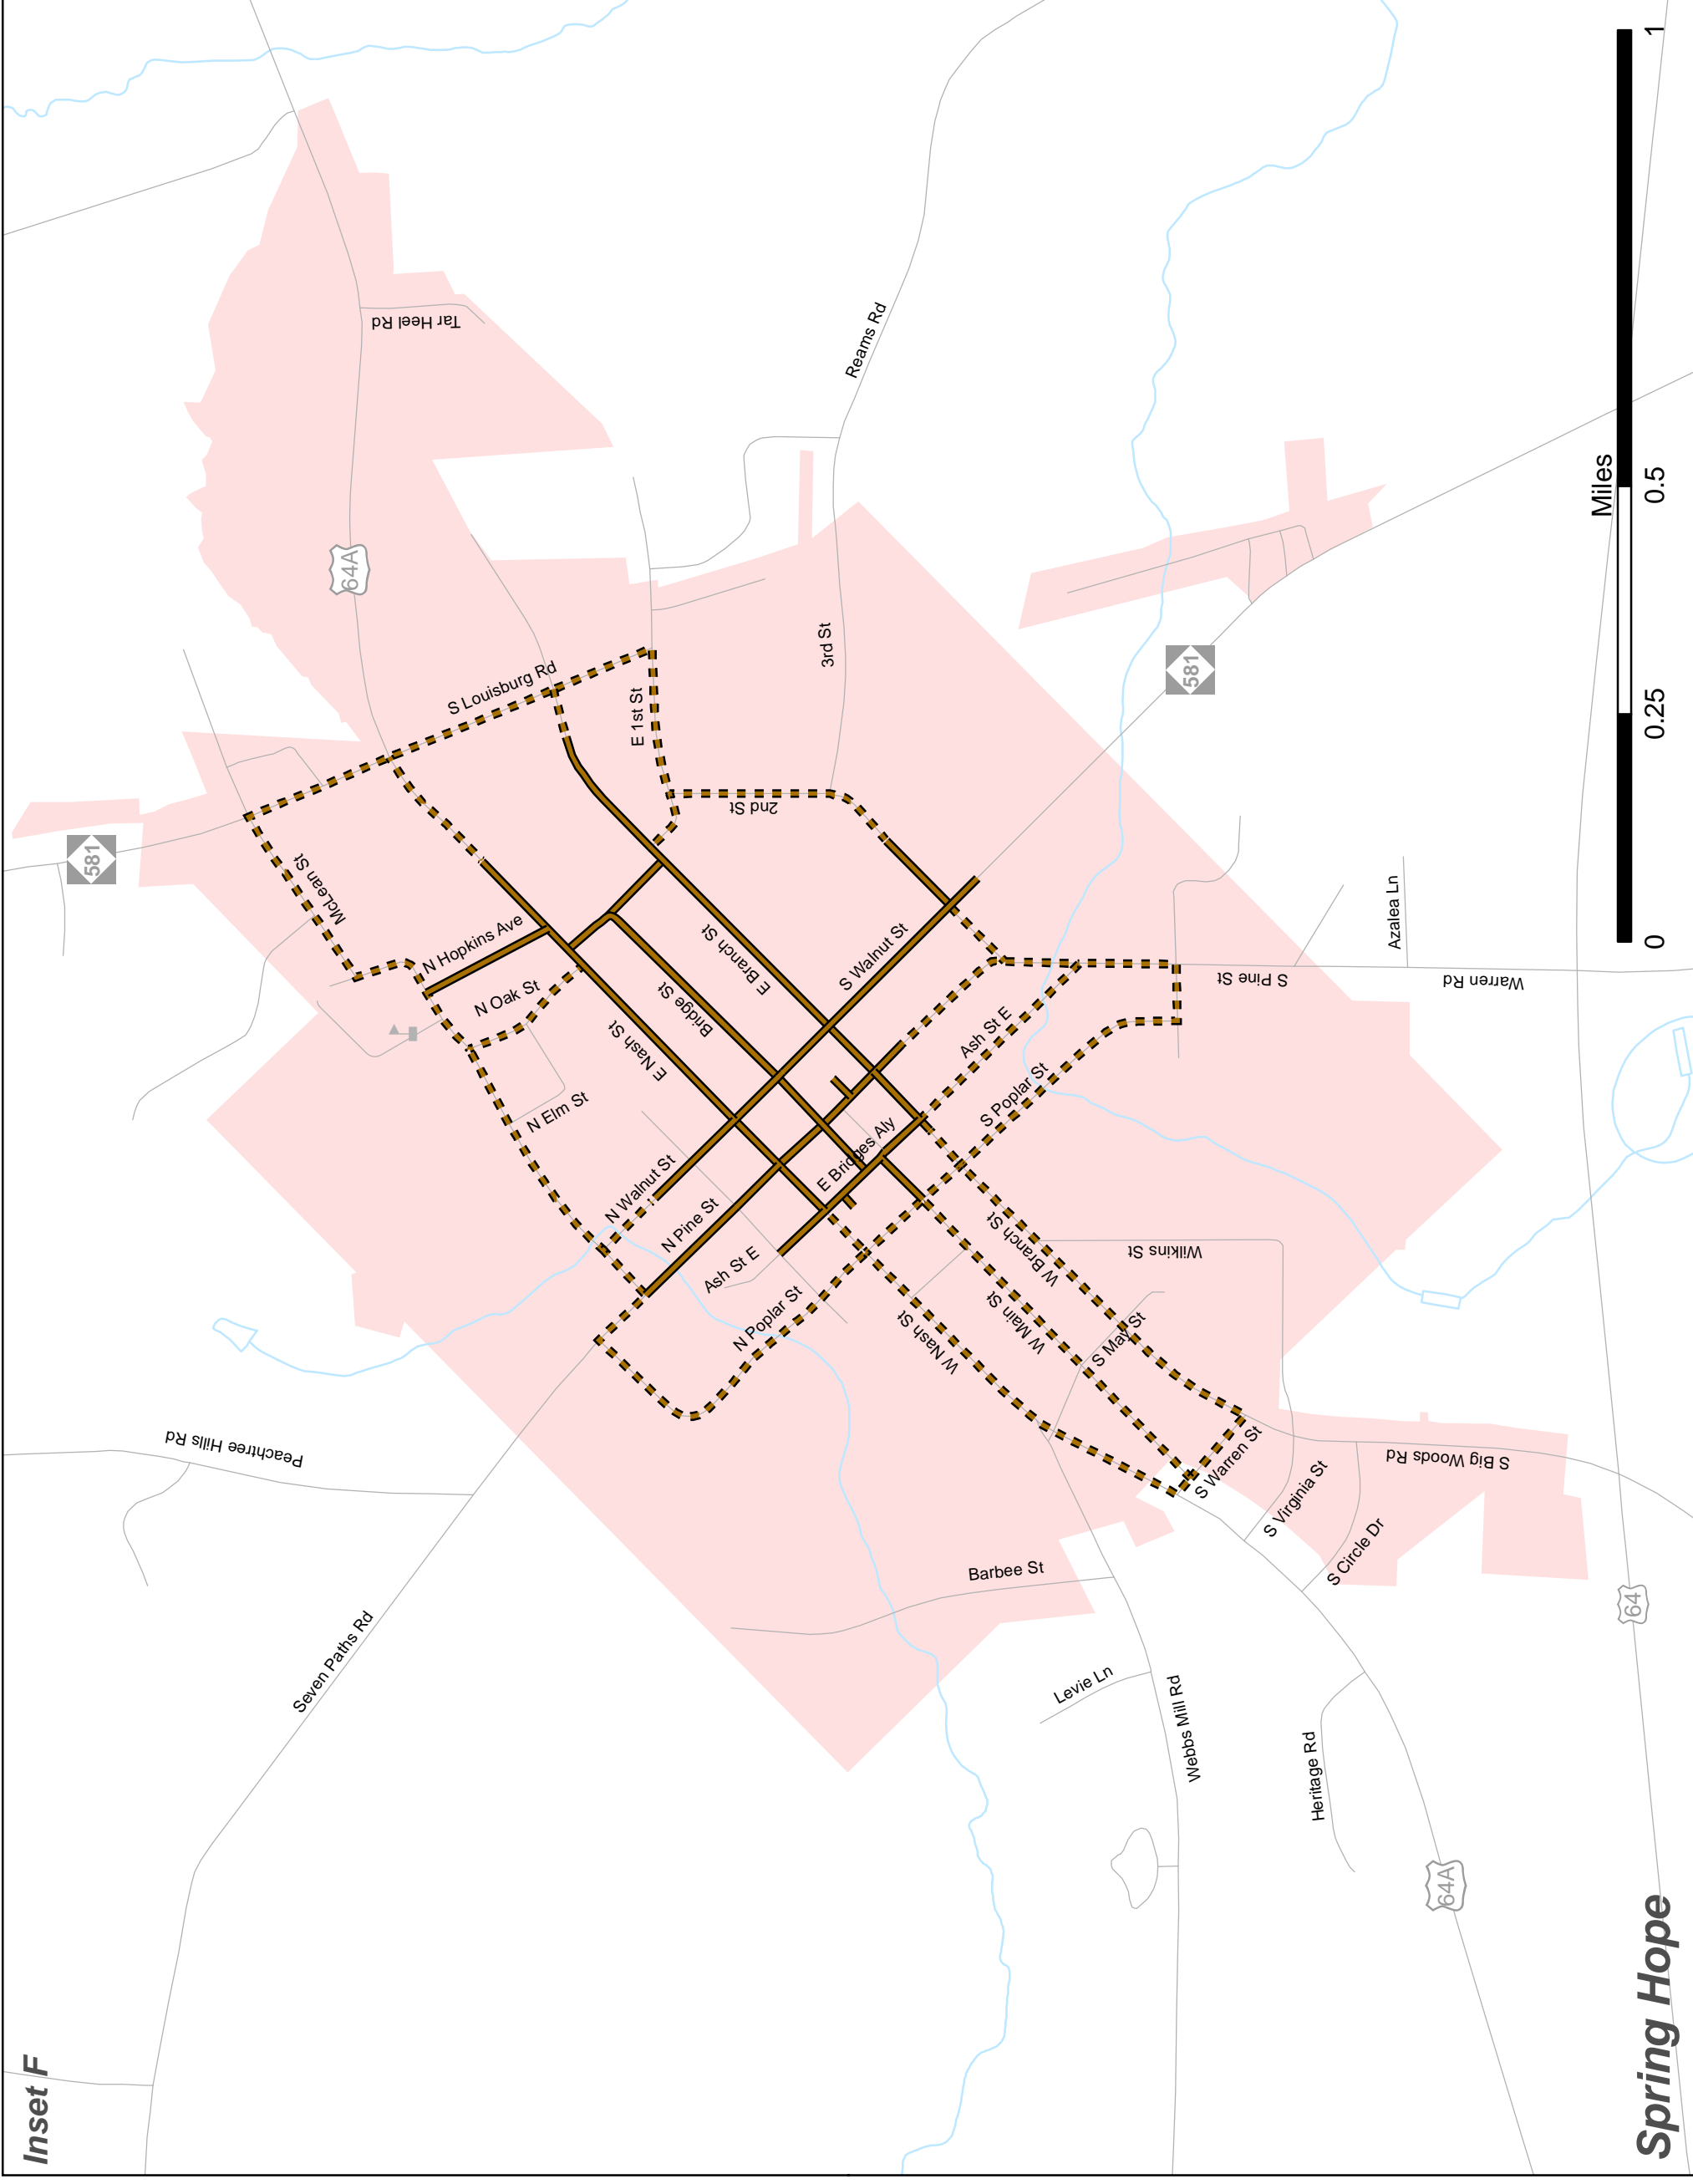 Inset F
581
64A
Tar Heel Rd
S Louisburg Rd
McLean St
N Hopkins Ave
N Oak St
N Elm St
E Nash St
Bridge St
E Branch St
E 1st St
2nd St
3rd St
Reams Rd
S Walnut St
N Walnut St
N Pine St
Ash St E
N Poplar St
E Bridges Aly
Ash St E
S Poplar St
581
S Pine St
Azalea Ln
Warren Rd
Wilkins St
W Branch St
W Main St
W Nash St
S May St
S Warren St
S Virginia St
S Circle Dr
S Big Woods Rd
Peachtree Hills Rd
Seven Paths Rd
Barbee St
Levie Ln
Webbs Mill Rd
Heritage Rd
64A
64
Miles
0 0.25 0.5 1
Spring Hope